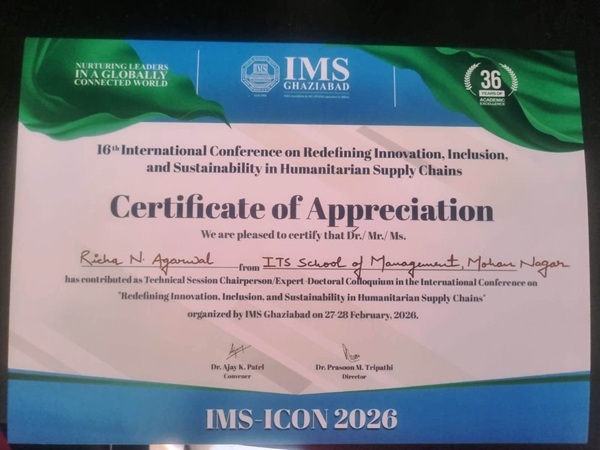 NURTURING LEADERS
IN A GLOBALLY
CONNECTED WORLD
IMS
IMS
GHAZIABAD
36
YEARS OF
ACADEMIC
EXCELLENCE
16th International Conference on Redefining Innovation, Inclusion,
and Sustainability in Humanitarian Supply Chains
Certificate of Appreciation
We are pleased to certify that Dr./ Mr./ Ms.
Richa N. Agarwal from ITS School of Management, Mohan Nagar
has contributed as Technical Session Chairperson/Expert-Doctoral Colloquium in the International Conference on
"Redefining Innovation, Inclusion, and Sustainability in Humanitarian Supply Chains"
organized by IMS Ghaziabad on 27-28 February, 2026.
Dr. Ajay K. Patel
Convener
Dr. Prasoon M. Tripathi
Director
IMS-ICON 2026